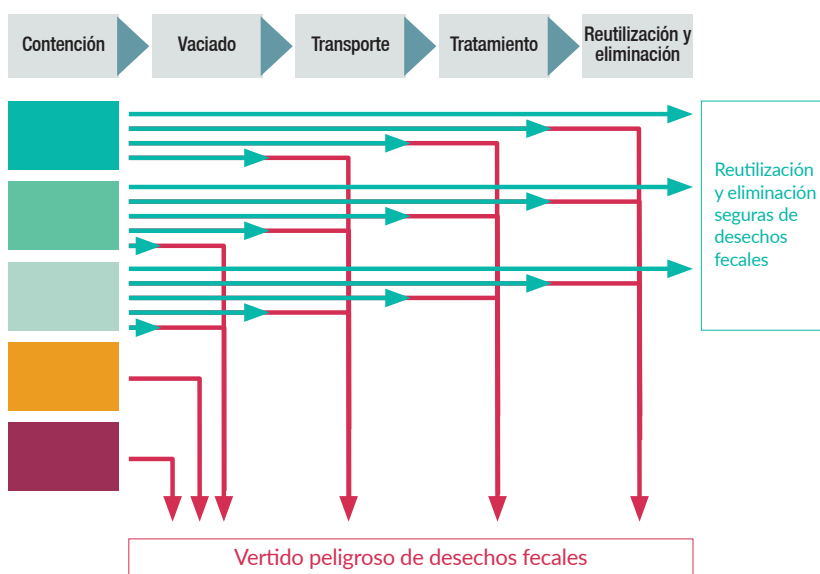 Contención
Vaciado
Transporte
Tratamiento
Reutilización y
eliminación
Reutilización
y eliminación
seguras de
desechos
fecales
Vertido peligroso de desechos fecales